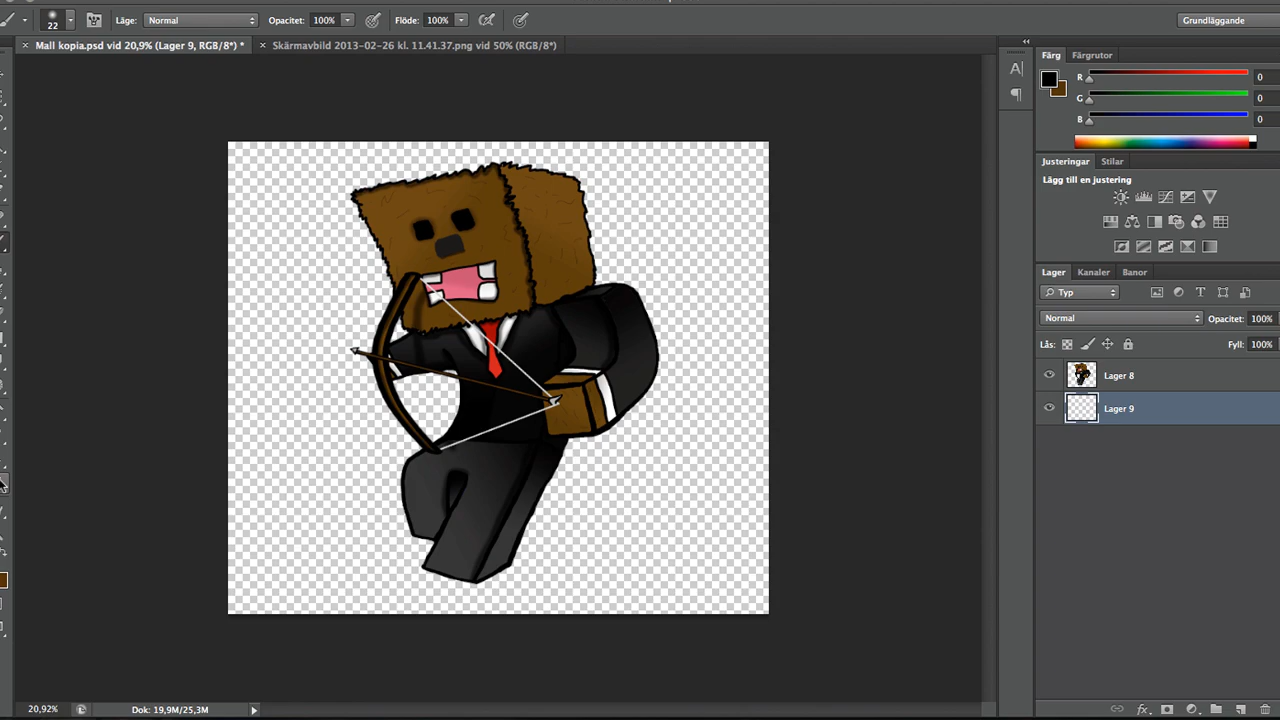 22 Läge: Normal Opacitet: 100% Flöde: 100% Grundläggande
× Mall kopia.psd vid 20,9% (Lager 9, RGB/8*) * × Skärmavbild 2013-02-26 kl. 11.41.37.png vid 50% (RGB/8*)
Färg Färgrutor
A
R 0
G 0
B 0
Justeringar Stilar
Lägg till en justering
Lager Kanaler Banor
Typ
Normal Opacitet: 100%
Lås: Fyll: 100%
Lager 8
Lager 9
20,92% Dok: 19,9M/25,3M
fx